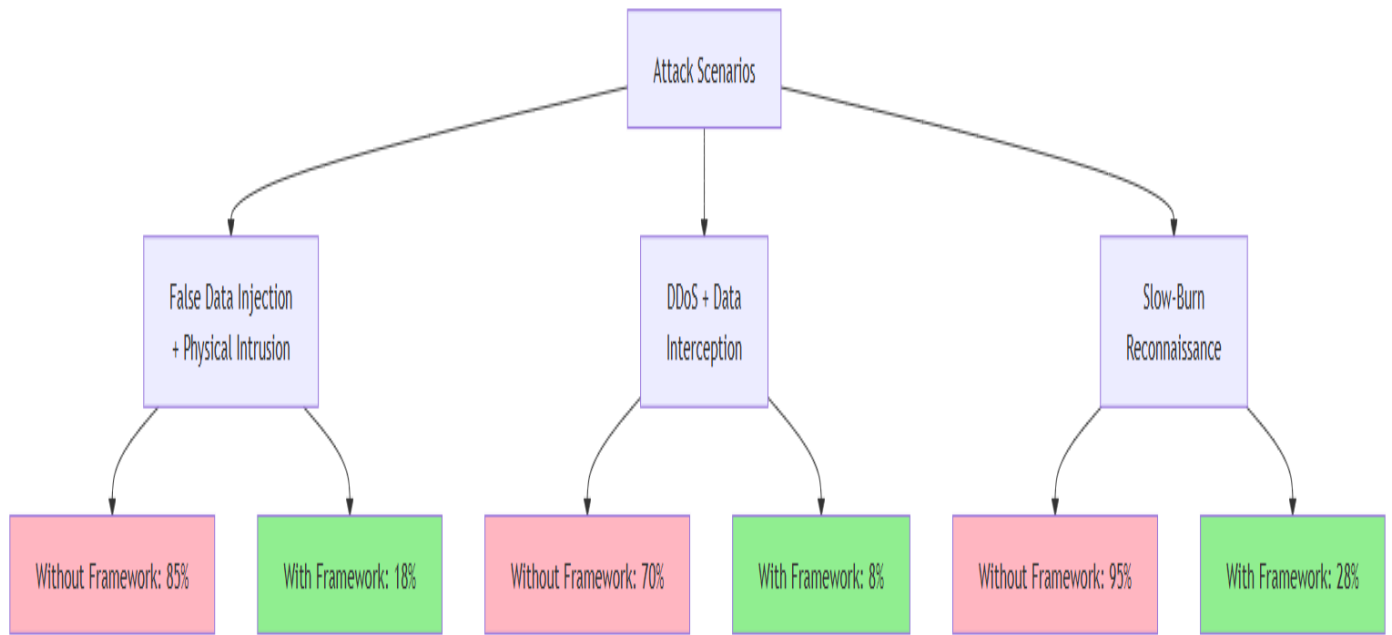 Attack Scenarios
False Data Injection
+ Physical Intrusion
DDoS + Data
Interception
Slow-Burn
Reconnaissance
Without Framework: 85%
With Framework: 18%
Without Framework: 70%
With Framework: 8%
Without Framework: 95%
With Framework: 28%